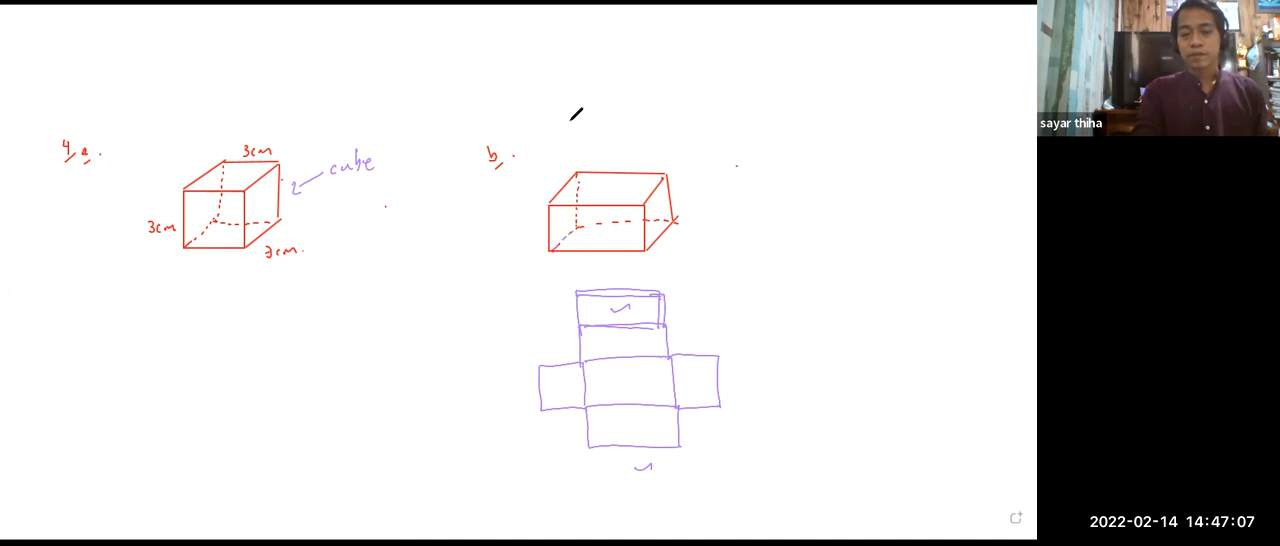 4/a.
3cm
cube
3cm
3cm.
b.
sayar thiha
2022-02-14 14:47:07